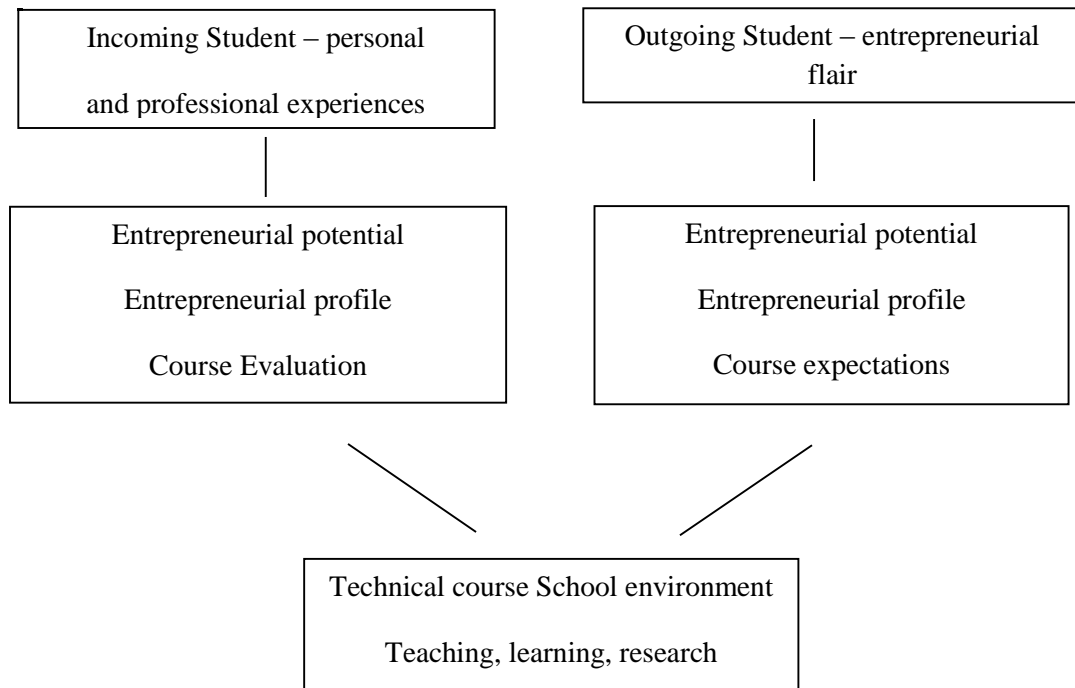 Incoming Student – personal
and professional experiences
Outgoing Student – entrepreneurial
flair
Entrepreneurial potential
Entrepreneurial profile
Course Evaluation
Entrepreneurial potential
Entrepreneurial profile
Course expectations
Technical course School environment
Teaching, learning, research